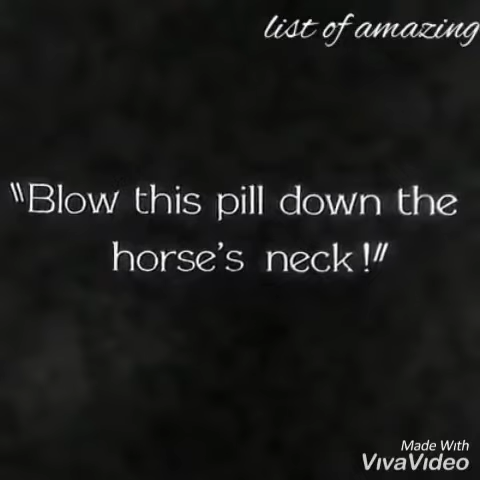 list of amazing
"Blow this pill down the
horse's neck!"
Made With
VivaVideo